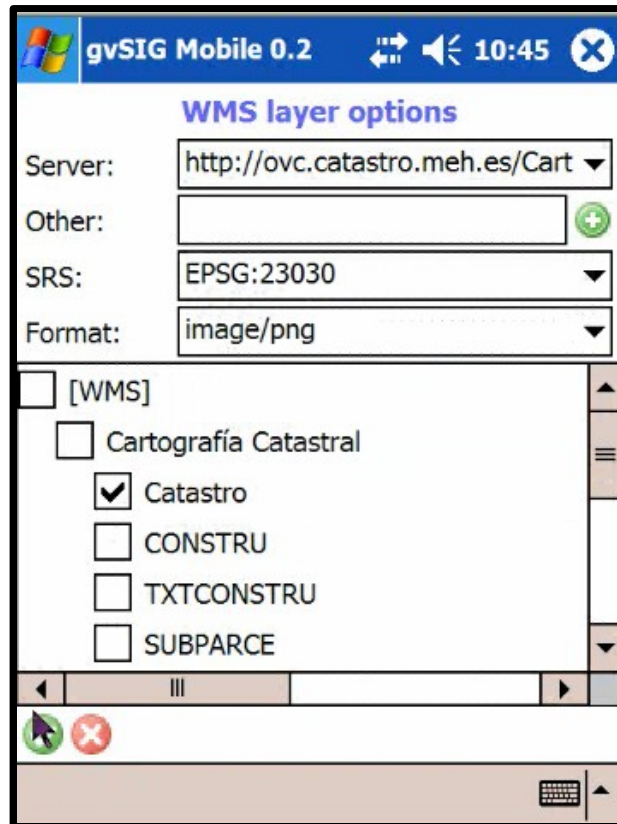 gvSIG Mobile 0.2 10:45
WMS layer options
Server: http://ovc.catastro.meh.es/Cart
Other:
SRS: EPSG:23030
Format: image/png
[WMS]
Cartografía Catastral
Catastro
CONSTRU
TXTCONSTRU
SUBPARCE